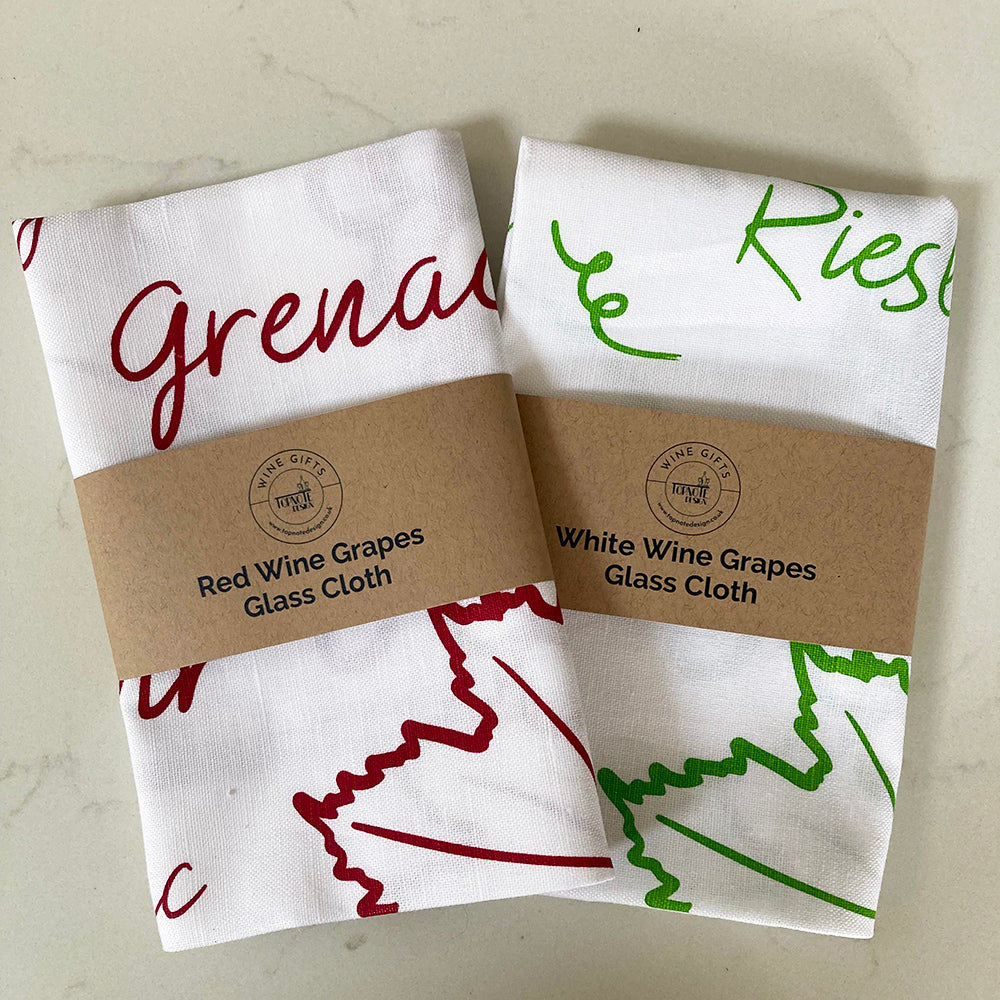 Grenac
WINE GIFTS
TOPNOTE
DESIGN
www.topnotedesign.co.uk
Red Wine Grapes
Glass Cloth
c
Riesl
WINE GIFTS
TOPNOTE
DESIGN
www.topnotedesign.co.uk
White Wine Grapes
Glass Cloth